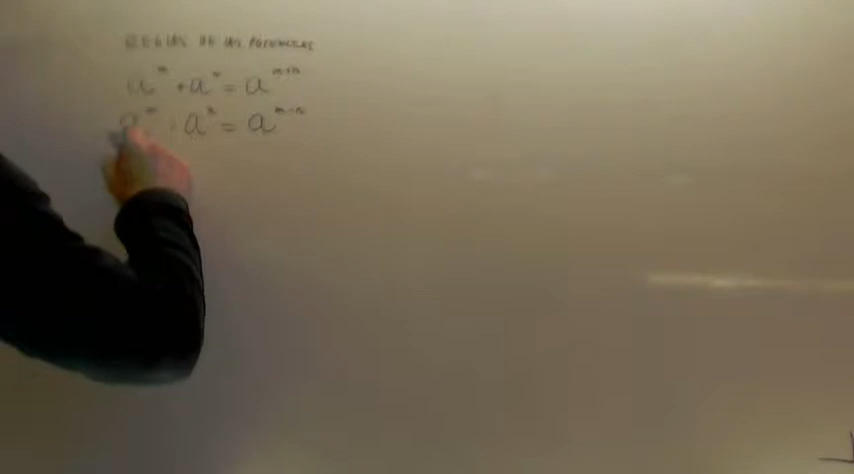 REGLAS DE LAS POTENCIAS
a^m · a^n = a^{m+n}
a^m : a^n = a^{m-n}